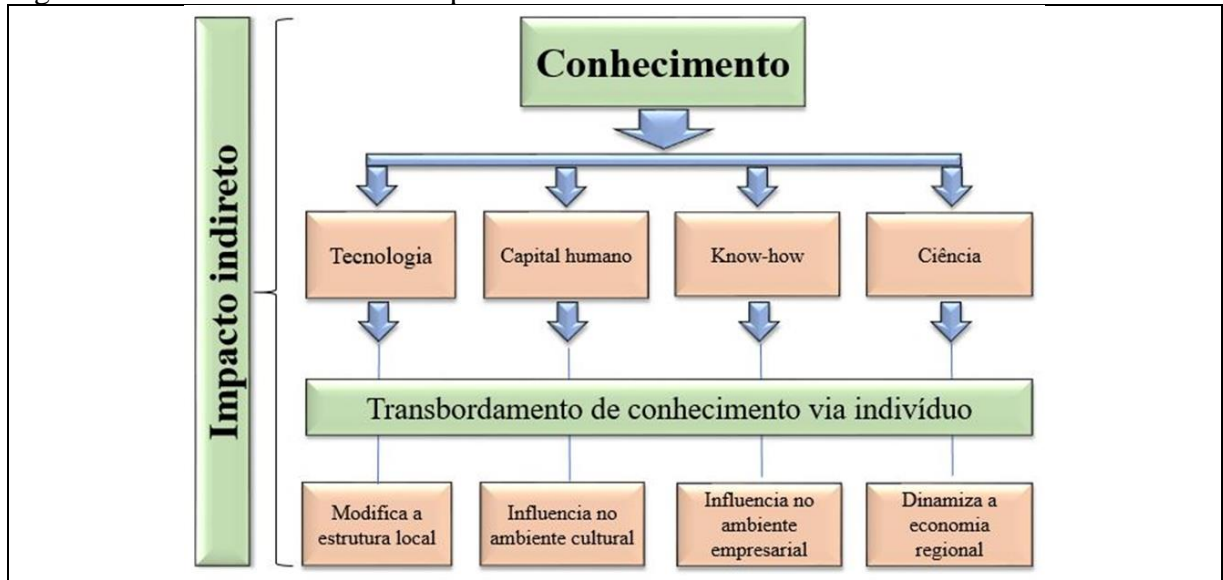 Impacto indireto
Conhecimento
Tecnologia
Capital humano
Know-how
Ciência
Transbordamento de conhecimento via indivíduo
Modifica a
estrutura local
Influencia no
ambiente cultural
Influencia no
ambiente
empresarial
Dinamiza a
economia
regional